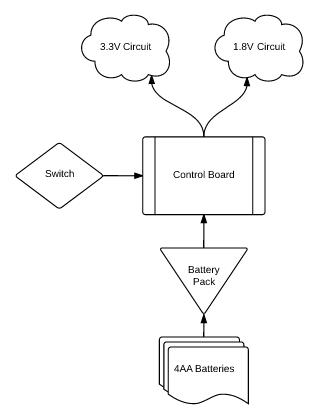 3.3V Circuit
1.8V Circuit
Switch
Control Board
Battery
Pack
4AA Batteries